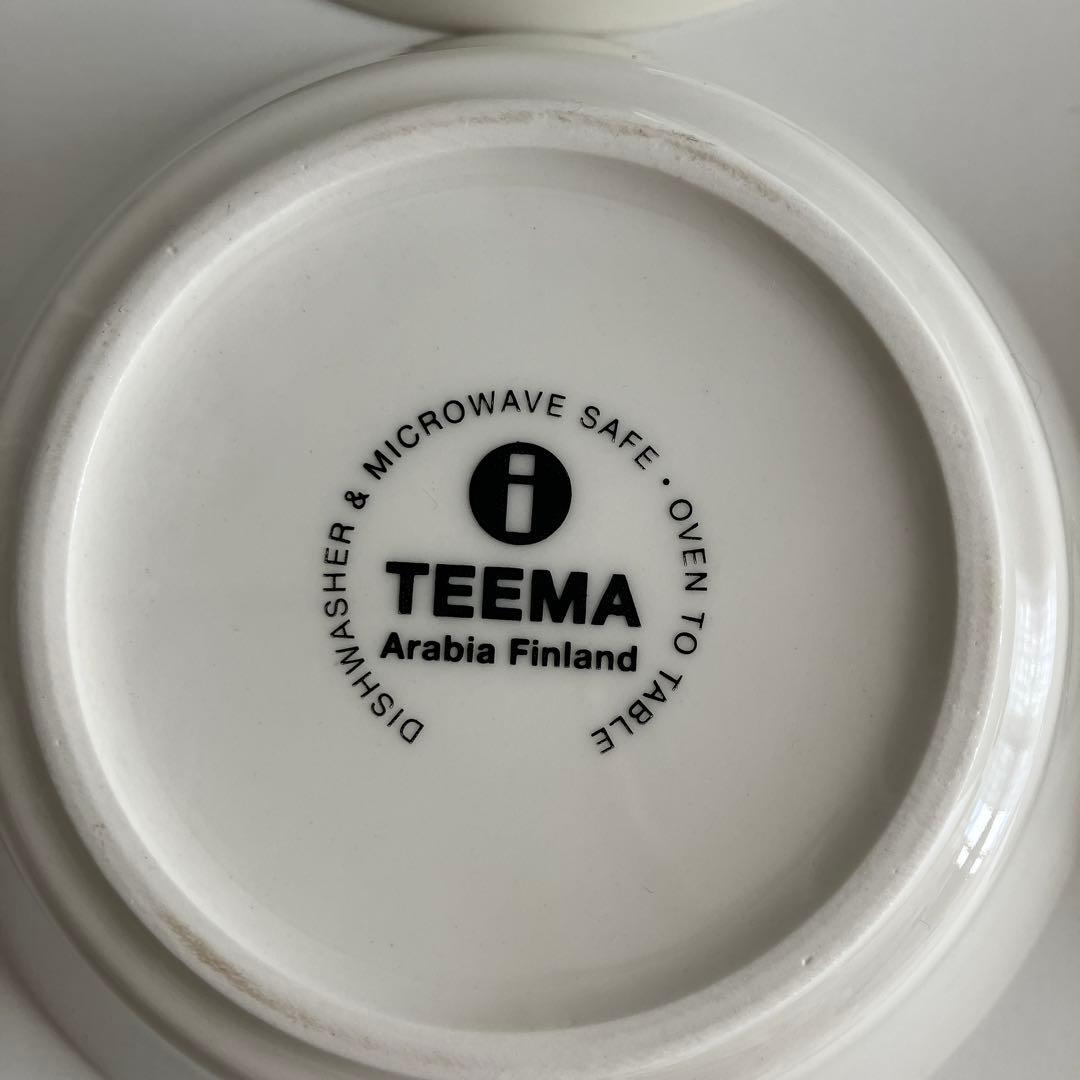 DISHWASHER & MICROWAVE SAFE · OVEN TO TABLE
i
TEEMA
Arabia Finland